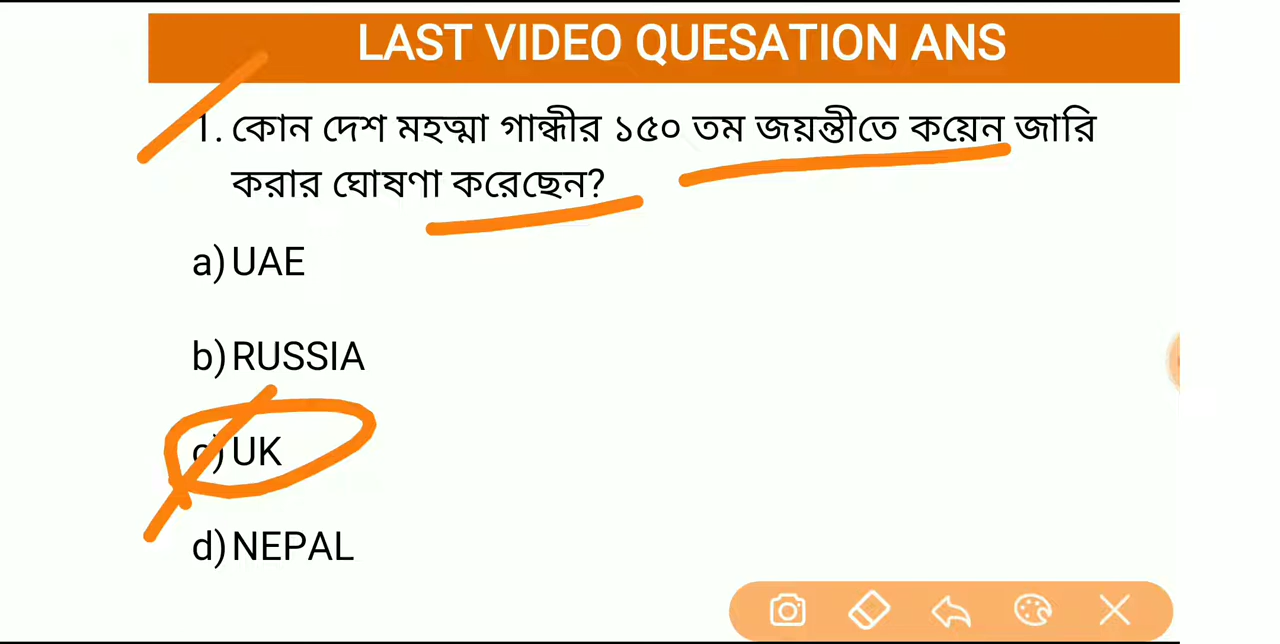 LAST VIDEO QUESATION ANS
1. কোন দেশ মহত্মা গান্ধীর ১৫০ তম জয়ন্তীতে কয়েন জারি
করার ঘোষণা করেছেন?
a) UAE
b) RUSSIA
c) UK
d) NEPAL